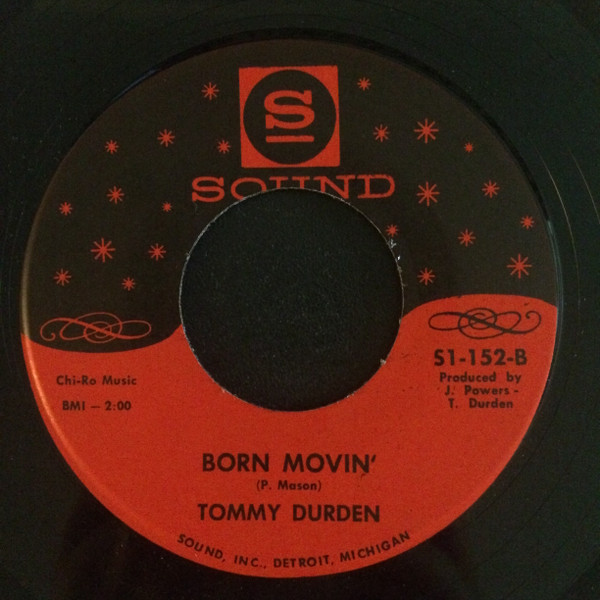 S
SOUND
Chi-Ro Music
BMI — 2:00
S1-152-B
Produced by
J. Powers -
T. Durden
BORN MOVIN'
(P. Mason)
TOMMY DURDEN
SOUND, INC., DETROIT, MICHIGAN